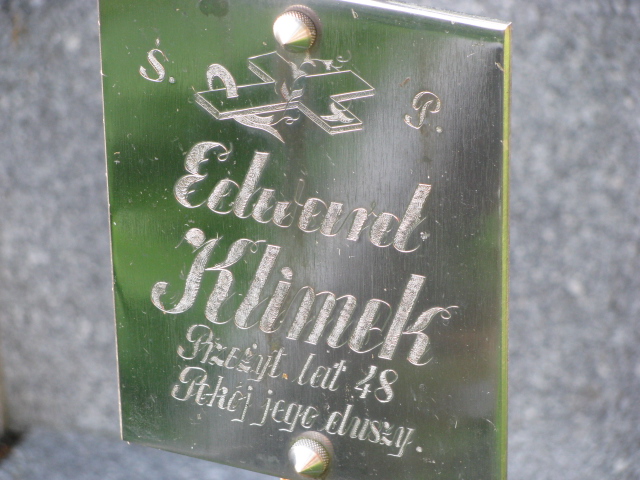 Ś. P.
Edward
Klimek
Przeżył lat 48
Pokój jego duszy.